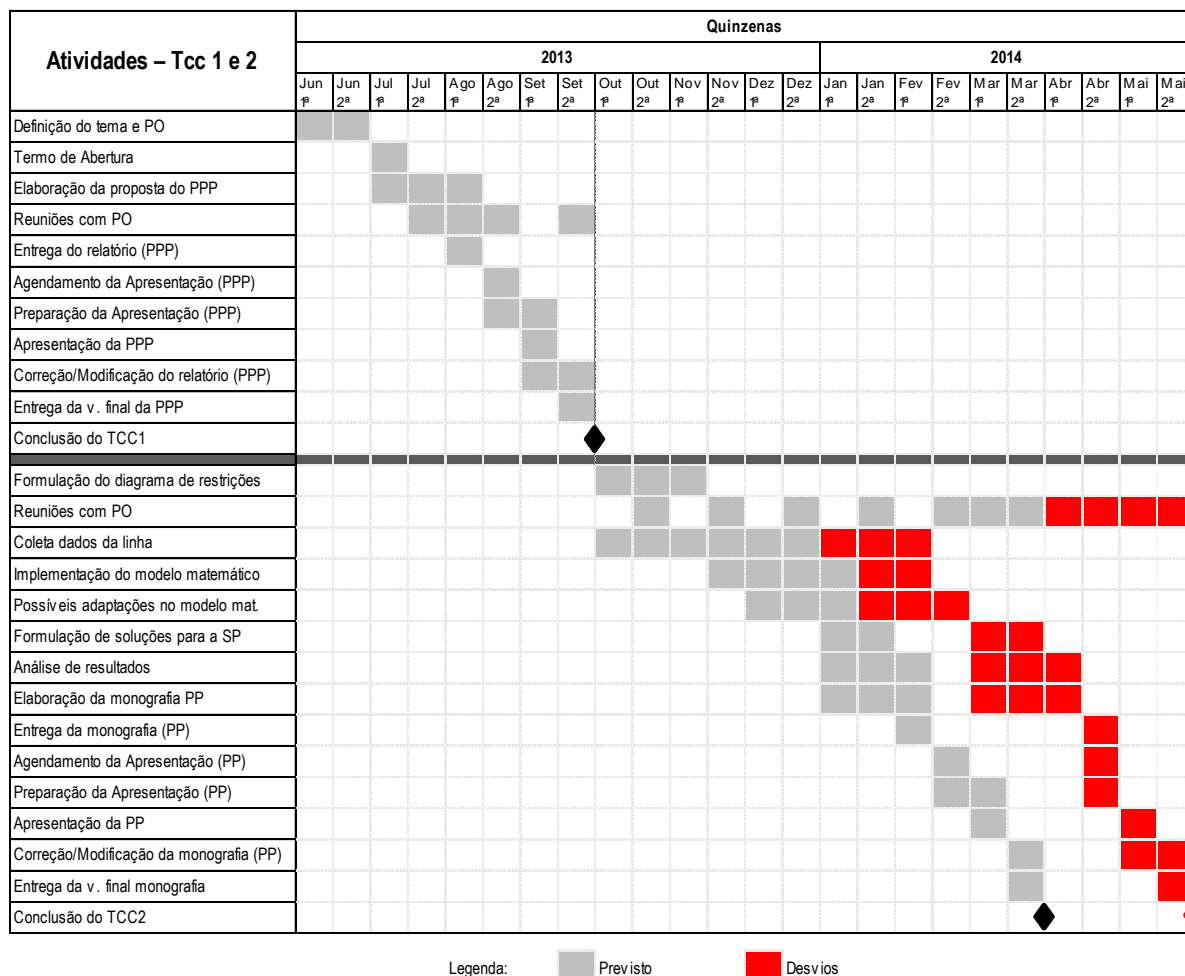 Quinzenas
Atividades – Tcc 1 e 2
2013 2014
Jun Jun Jul Jul Ago Ago Set Set Out Out Nov Nov Dez Dez Jan Jan Fev Fev Mar Mar Abr Abr Mai Mai
1ª 2ª 1ª 2ª 1ª 2ª 1ª 2ª 1ª 2ª 1ª 2ª 1ª 2ª 1ª 2ª 1ª 2ª 1ª 2ª 1ª 2ª 1ª 2ª
Definição do tema e PO
Termo de Abertura
Elaboração da proposta do PPP
Reuniões com PO
Entrega do relatório (PPP)
Agendamento da Apresentação (PPP)
Preparação da Apresentação (PPP)
Apresentação da PPP
Correção/Modificação do relatório (PPP)
Entrega da v. final da PPP
Conclusão do TCC1
Formulação do diagrama de restrições
Reuniões com PO
Coleta dados da linha
Implementação do modelo matemático
Possíveis adaptações no modelo mat.
Formulação de soluções para a SP
Análise de resultados
Elaboração da monografia PP
Entrega da monografia (PP)
Agendamento da Apresentação (PP)
Preparação da Apresentação (PP)
Apresentação da PP
Correção/Modificação da monografia (PP)
Entrega da v. final monografia
Conclusão do TCC2
Legenda: Previsto Desvios